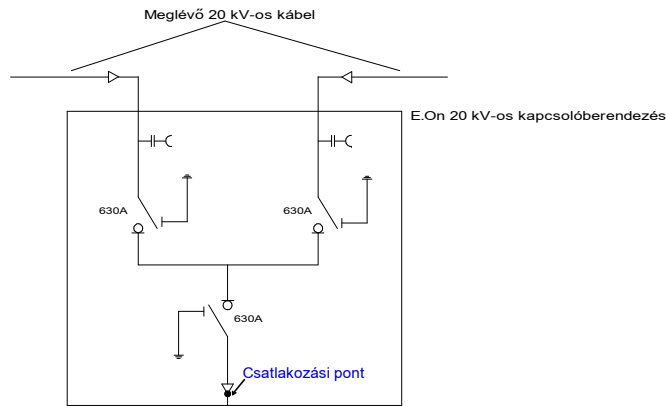 Meglévő 20 kV-os kábel
E.On 20 kV-os kapcsolóberendezés
630A
630A
630A
Csatlakozási pont